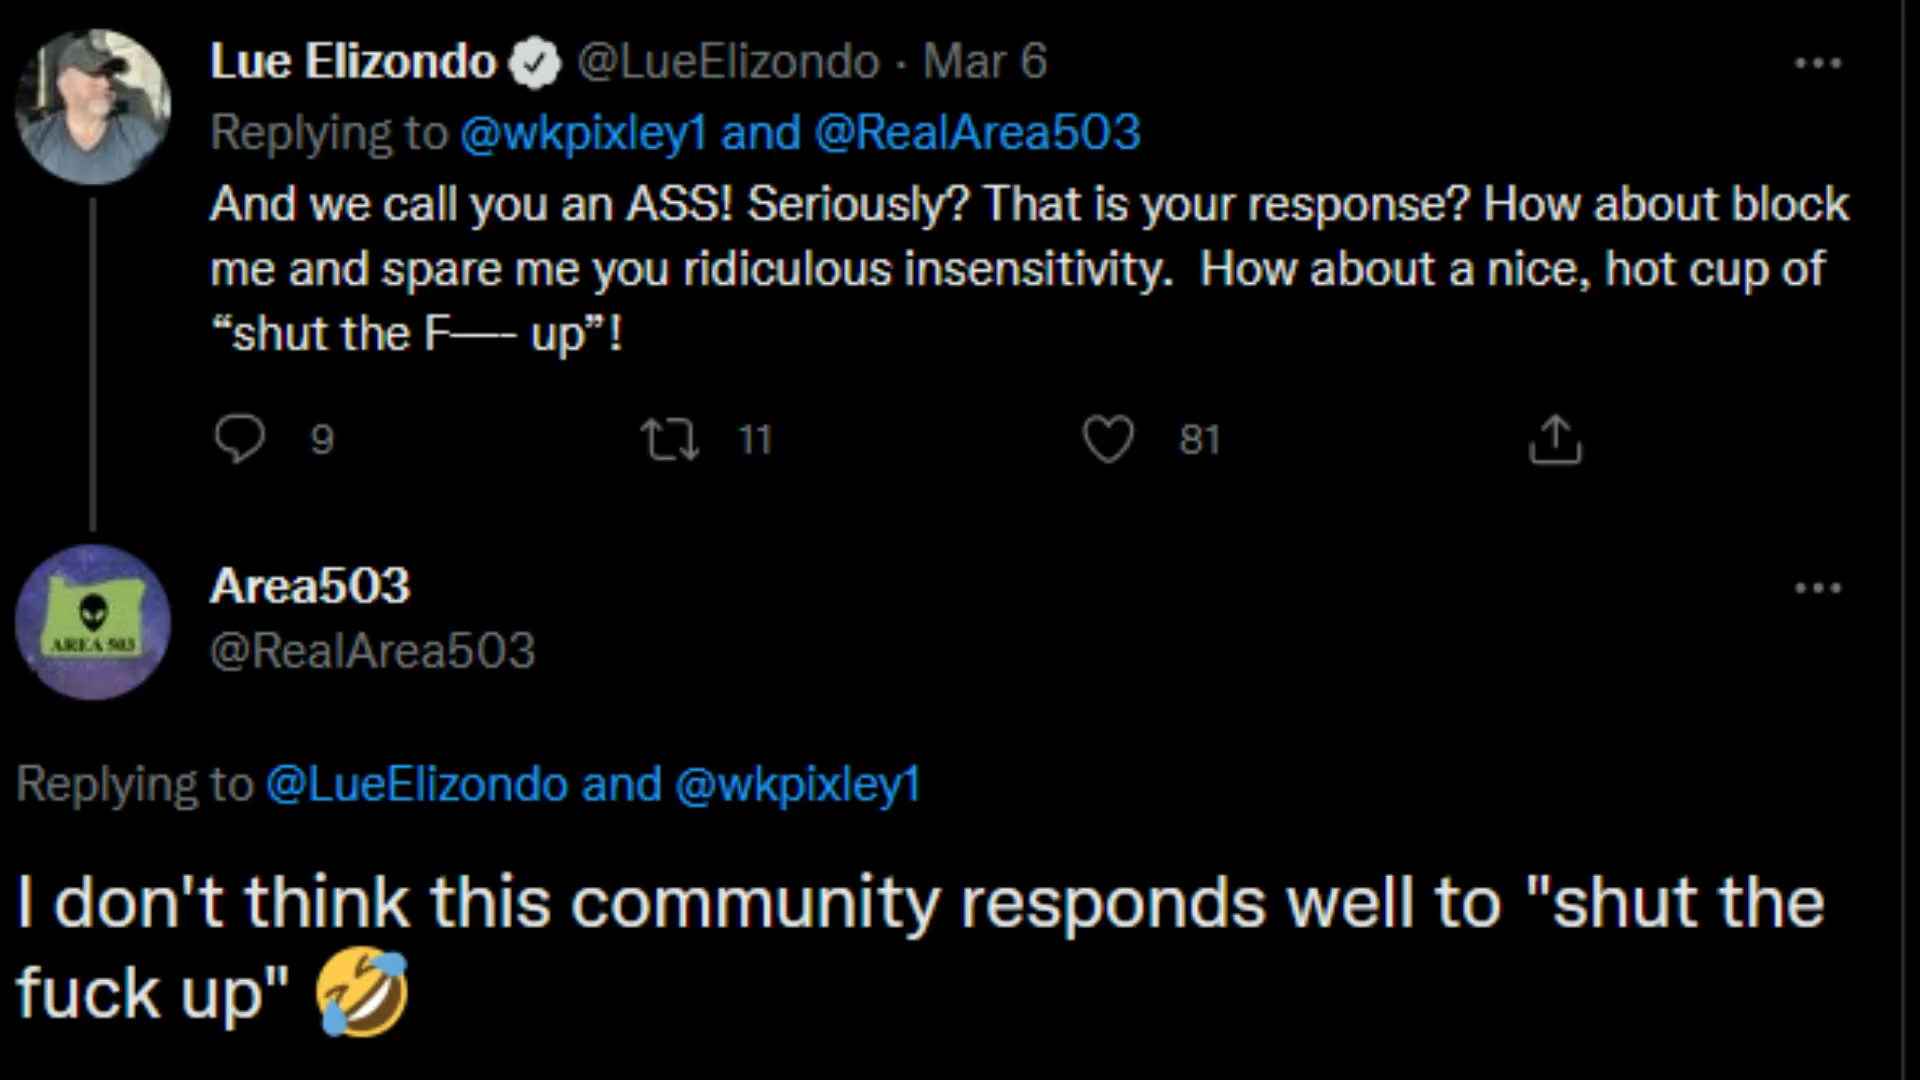 Lue Elizondo @LueElizondo · Mar 6
Replying to @wkpixley1 and @RealArea503
And we call you an ASS! Seriously? That is your response? How about block
me and spare me you ridiculous insensitivity.  How about a nice, hot cup of
“shut the F—- up”!
9 11 81
AREA 503
Area503
@RealArea503
Replying to @LueElizondo and @wkpixley1
I don't think this community responds well to "shut the
fuck up" 🤣